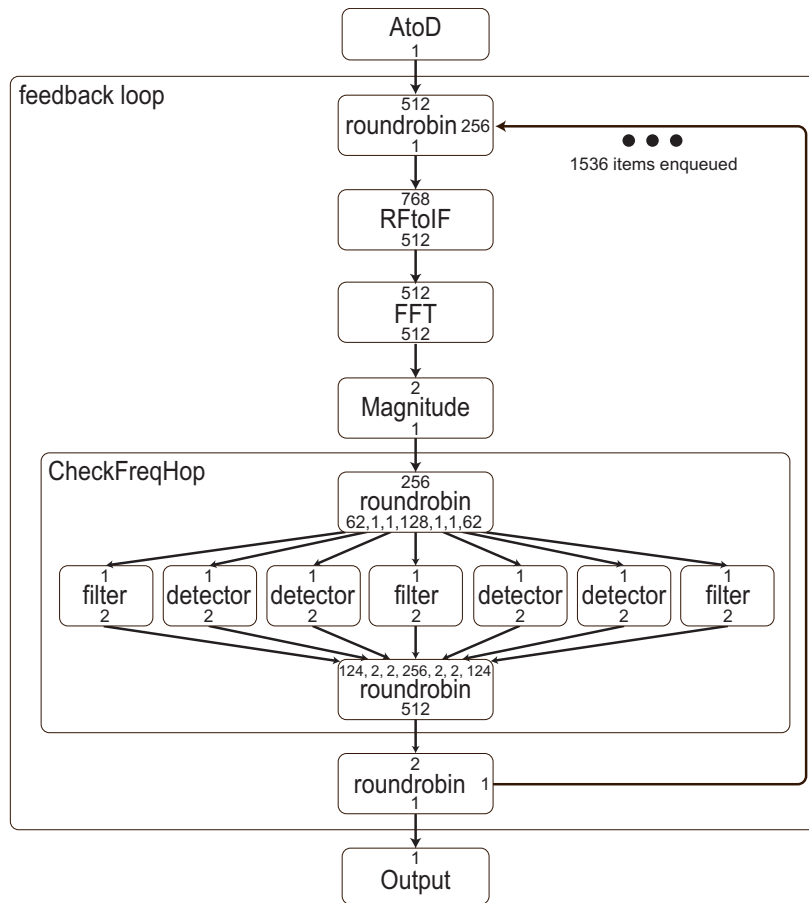 AtoD
1
feedback loop
512
roundrobin 256
1
1536 items enqueued
768
RFtoIF
512
512
FFT
512
2
Magnitude
1
CheckFreqHop
256
roundrobin
62,1,1,128,1,1,62
1 1 1 1 1 1 1
filter detector detector filter detector detector filter
2 2 2 2 2 2 2
124, 2, 2, 256, 2, 2, 124
roundrobin
512
2
roundrobin 1
1
1
Output